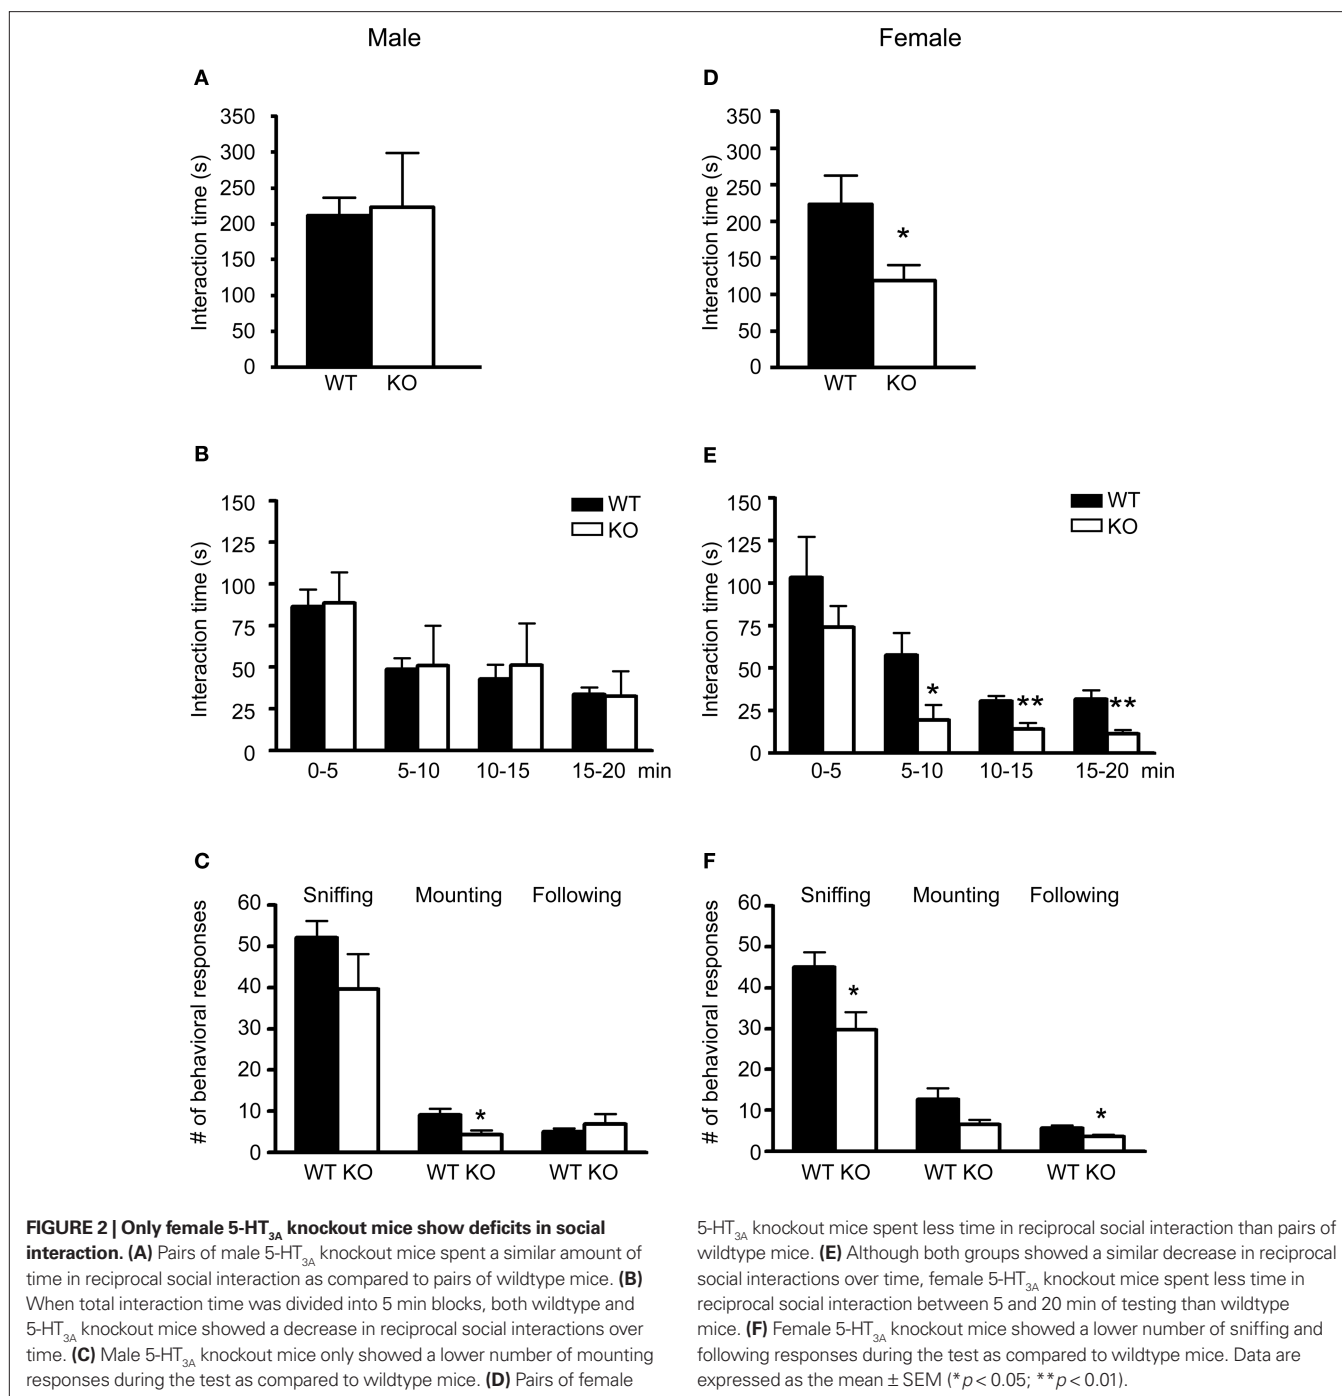 Male
A
350
300
250
200
150
100
50
0
Interaction time (s)
WT KO
B
150
125
100
75
50
25
0
Interaction time (s)
WT
KO
0-5 5-10 10-15 15-20 min
C
Sniffing Mounting Following
60
50
40
30
20
10
0
# of behavioral responses
*
WT KO WT KO WT KO
Female
D
350
300
250
200
150
100
50
0
Interaction time (s)
*
WT KO
E
150
125
100
75
50
25
0
Interaction time (s)
WT
KO
* ** **
0-5 5-10 10-15 15-20 min
F
Sniffing Mounting Following
60
50
40
30
20
10
0
# of behavioral responses
* *
WT KO WT KO WT KO
FIGURE 2 | Only female 5-HT3A knockout mice show deficits in social
interaction. (A) Pairs of male 5-HT3A knockout mice spent a similar amount of
time in reciprocal social interaction as compared to pairs of wildtype mice. (B)
When total interaction time was divided into 5 min blocks, both wildtype and
5-HT3A knockout mice showed a decrease in reciprocal social interactions over
time. (C) Male 5-HT3A knockout mice only showed a lower number of mounting
responses during the test as compared to wildtype mice. (D) Pairs of female
5-HT3A knockout mice spent less time in reciprocal social interaction than pairs of
wildtype mice. (E) Although both groups showed a similar decrease in reciprocal
social interactions over time, female 5-HT3A knockout mice spent less time in
reciprocal social interaction between 5 and 20 min of testing than wildtype
mice. (F) Female 5-HT3A knockout mice showed a lower number of sniffing and
following responses during the test as compared to wildtype mice. Data are
expressed as the mean ± SEM (*p < 0.05; **p < 0.01).